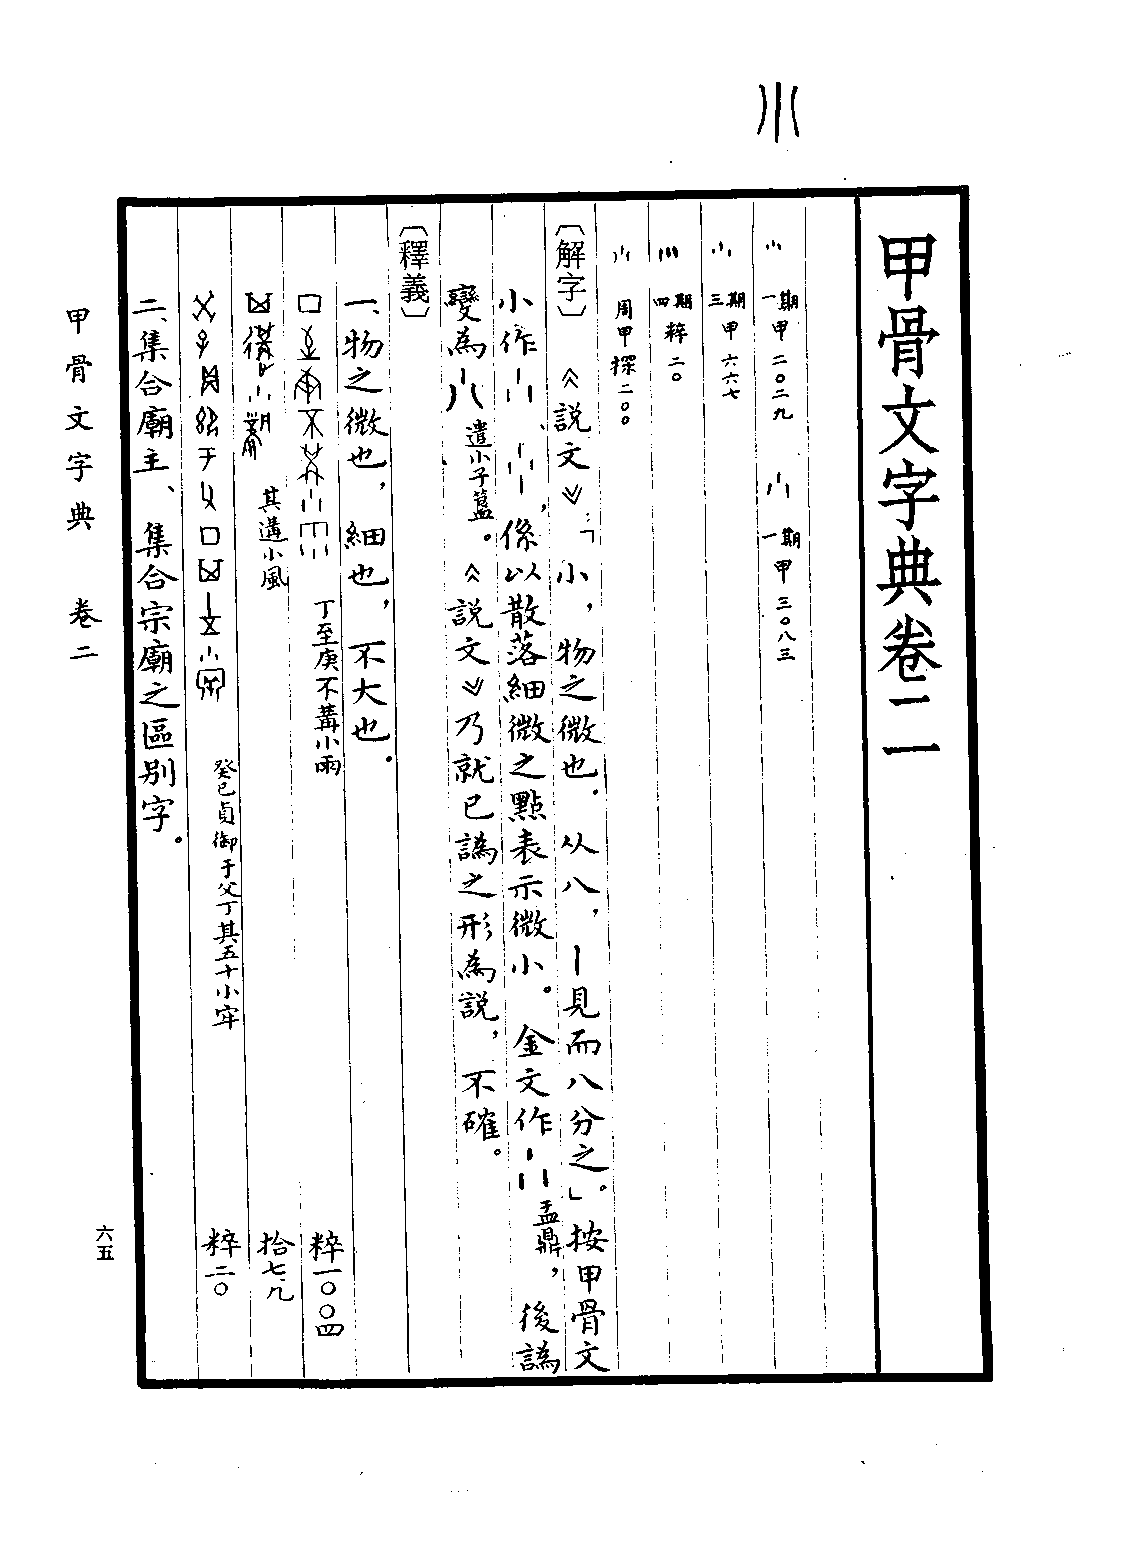 甲骨文字典卷二
一期 甲二〇二九 一期 甲三〇八三
三期 甲六六七
四期 粹二〇
周甲探二〇〇
〔解字〕《說文》：「小，物之微也．从八，丨見而八分之。」按甲骨文
小作、，係以散落細微之點表示微小。金文作盂鼎，後譌
變為遣小子簋。《說文》乃就已譌之形為說，不確。
〔釋義〕
一、物之微也，細也，不大也．
丁至庚不冓小雨 粹一〇〇四
其遘小風 拾七.九
癸巳貞御于父丁其五十小牢 粹二〇
二、集合廟主、集合宗廟之區别字。
甲骨文字典 卷二
六五